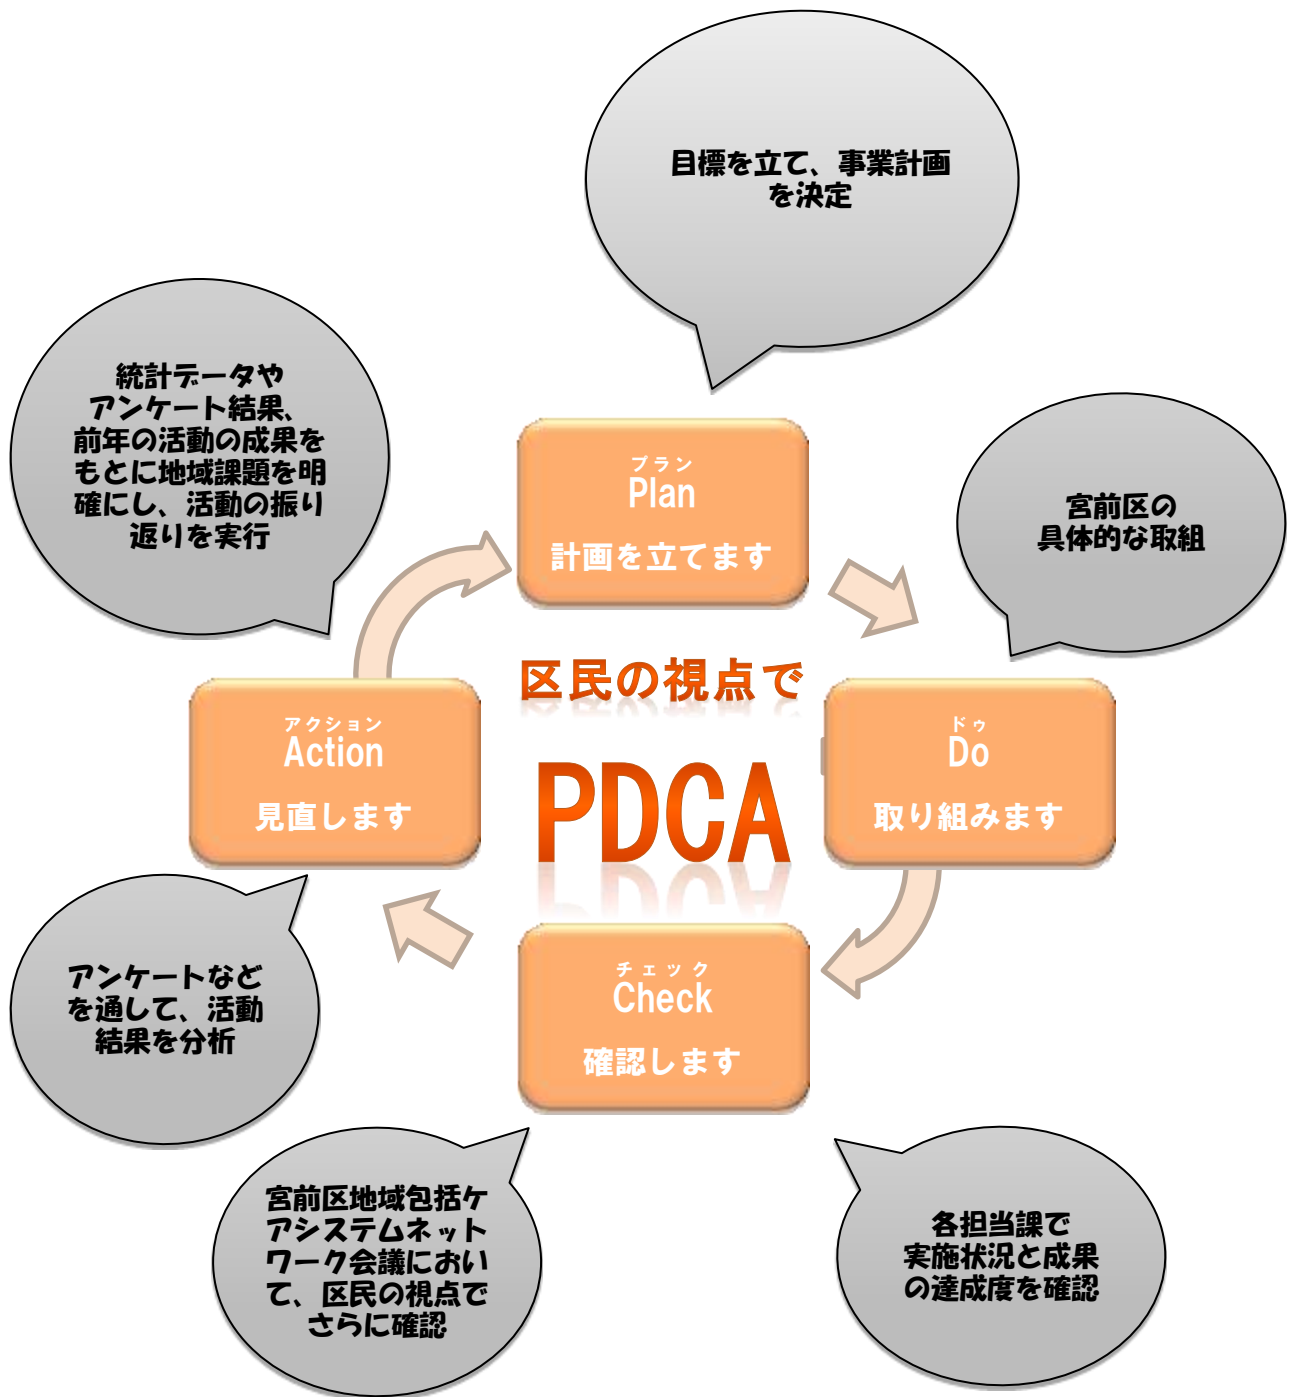 目標を立て、事業計画
を決定
統計データや
アンケート結果、
前年の活動の成果を
もとに地域課題を明
確にし、活動の振り
返りを実行
プラン
Plan
計画を立てます
宮前区の
具体的な取組
区民の視点で
PDCA
アクション
Action
見直します
ドゥ
Do
取り組みます
チェック
Check
確認します
アンケートなど
を通して、活動
結果を分析
宮前区地域包括ケ
アシステムネット
ワーク会議におい
て、区民の視点で
さらに確認
各担当課で
実施状況と成果
の達成度を確認